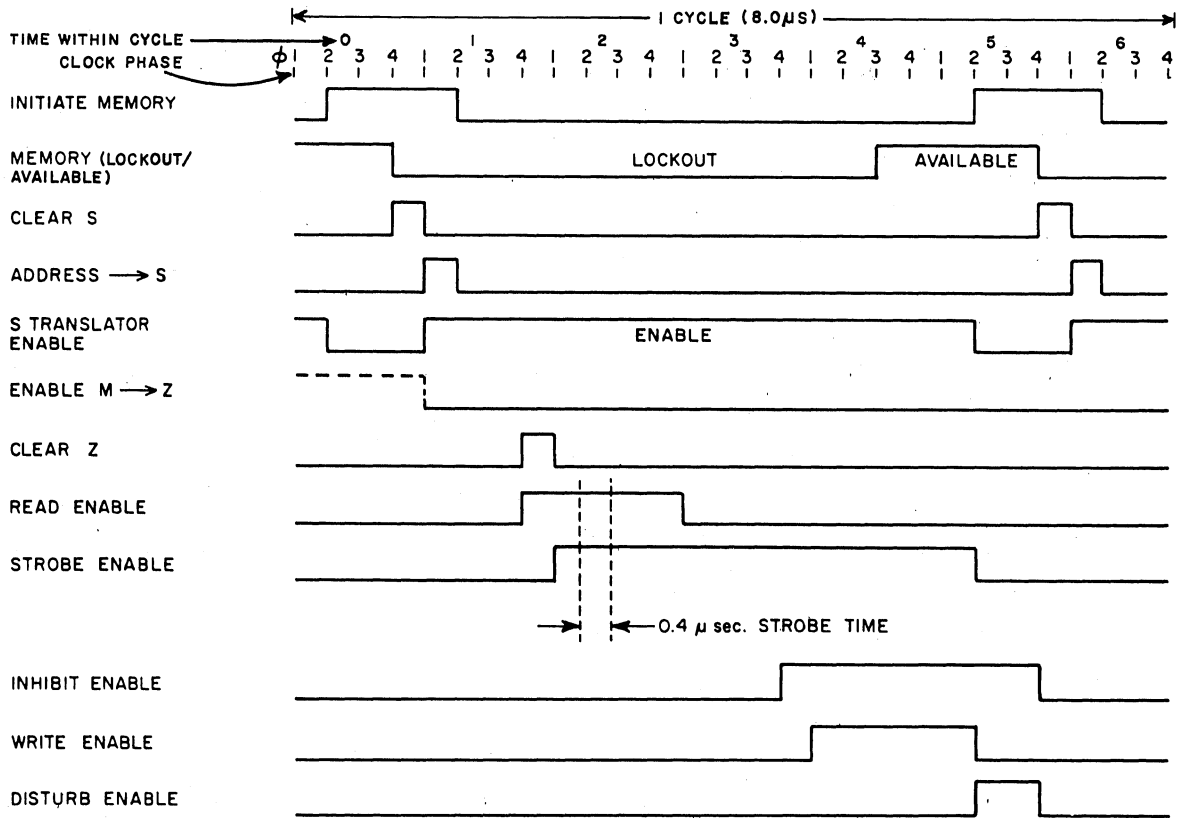 1 CYCLE (8.0μS)
TIME WITHIN CYCLE 0 1 2 3 4 5 6
CLOCK PHASE ϕ 1 2 3 4 1 2 3 4 1 2 3 4 1 2 3 4 1 2 3 4 1 2 3 4 1 2 3 4
INITIATE MEMORY
MEMORY (LOCKOUT/
AVAILABLE)
LOCKOUT AVAILABLE
CLEAR S
ADDRESS → S
S TRANSLATOR
ENABLE
ENABLE
ENABLE M → Z
CLEAR Z
READ ENABLE
STROBE ENABLE
0.4 μ sec. STROBE TIME
INHIBIT ENABLE
WRITE ENABLE
DISTURB ENABLE